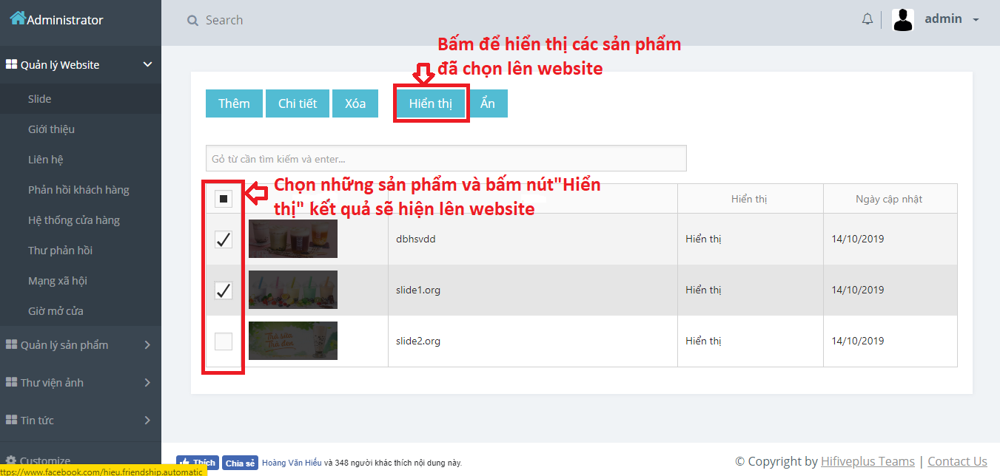 Administrator
Search
admin
Quản lý Website
Slide
Giới thiệu
Liên hệ
Phản hồi khách hàng
Hệ thống cửa hàng
Thư phản hồi
Mạng xã hội
Giờ mở cửa
Quản lý sản phẩm
Thư viện ảnh
Tin tức
Customize
ttps://www.facebook.com/hieu.friendship.automatic
Bấm để hiển thị các sản phẩm
đã chọn lên website
Thêm Chi tiết Xóa Hiển thị Ẩn
Gỏ từ cần tìm kiếm và enter...
Chọn những sản phẩm và bấm nút"Hiển
thị" kết quả sẽ hiện lên website
Hiển thị Ngày cập nhật
dbhsvdd Hiển thị 14/10/2019
slide1.org Hiển thị 14/10/2019
Trà sữa
Trà đen
slide2.org Hiển thị 14/10/2019
Thích Chia sẻ Hoàng Văn Hiếu và 348 người khác thích nội dung này.
© Copyright by Hifiveplus Teams | Contact Us